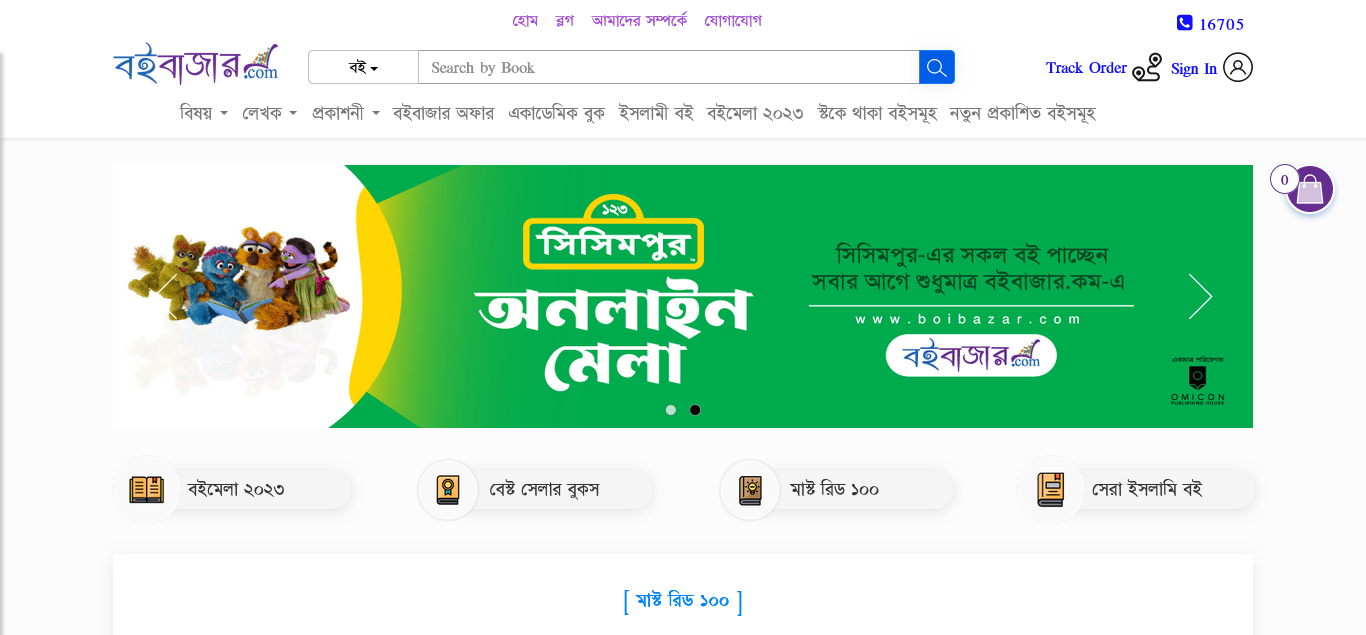 হোম ব্লগ আমাদের সম্পর্কে যোগাযোগ
16705
বইবাজার.com
বই
Search by Book
Track Order
Sign In
বিষয় লেখক প্রকাশনী বইবাজার অফার একাডেমিক বুক ইসলামী বই বইমেলা ২০২৩ স্টকে থাকা বইসমূহ নতুন প্রকাশিত বইসমূহ
0
১২৩
সিসিমপুর
অনলাইন
মেলা
সিসিমপুর-এর সকল বই পাচ্ছেন
সবার আগে শুধুমাত্র বইবাজার.কম-এ
www.boibazar.com
বইবাজার.com
একমাত্র পরিবেশক
OMICON
PUBLISHING HOUSE
বইমেলা ২০২৩
বেস্ট সেলার বুকস
মাস্ট রিড ১০০
সেরা ইসলামি বই
[ মাস্ট রিড ১০০ ]